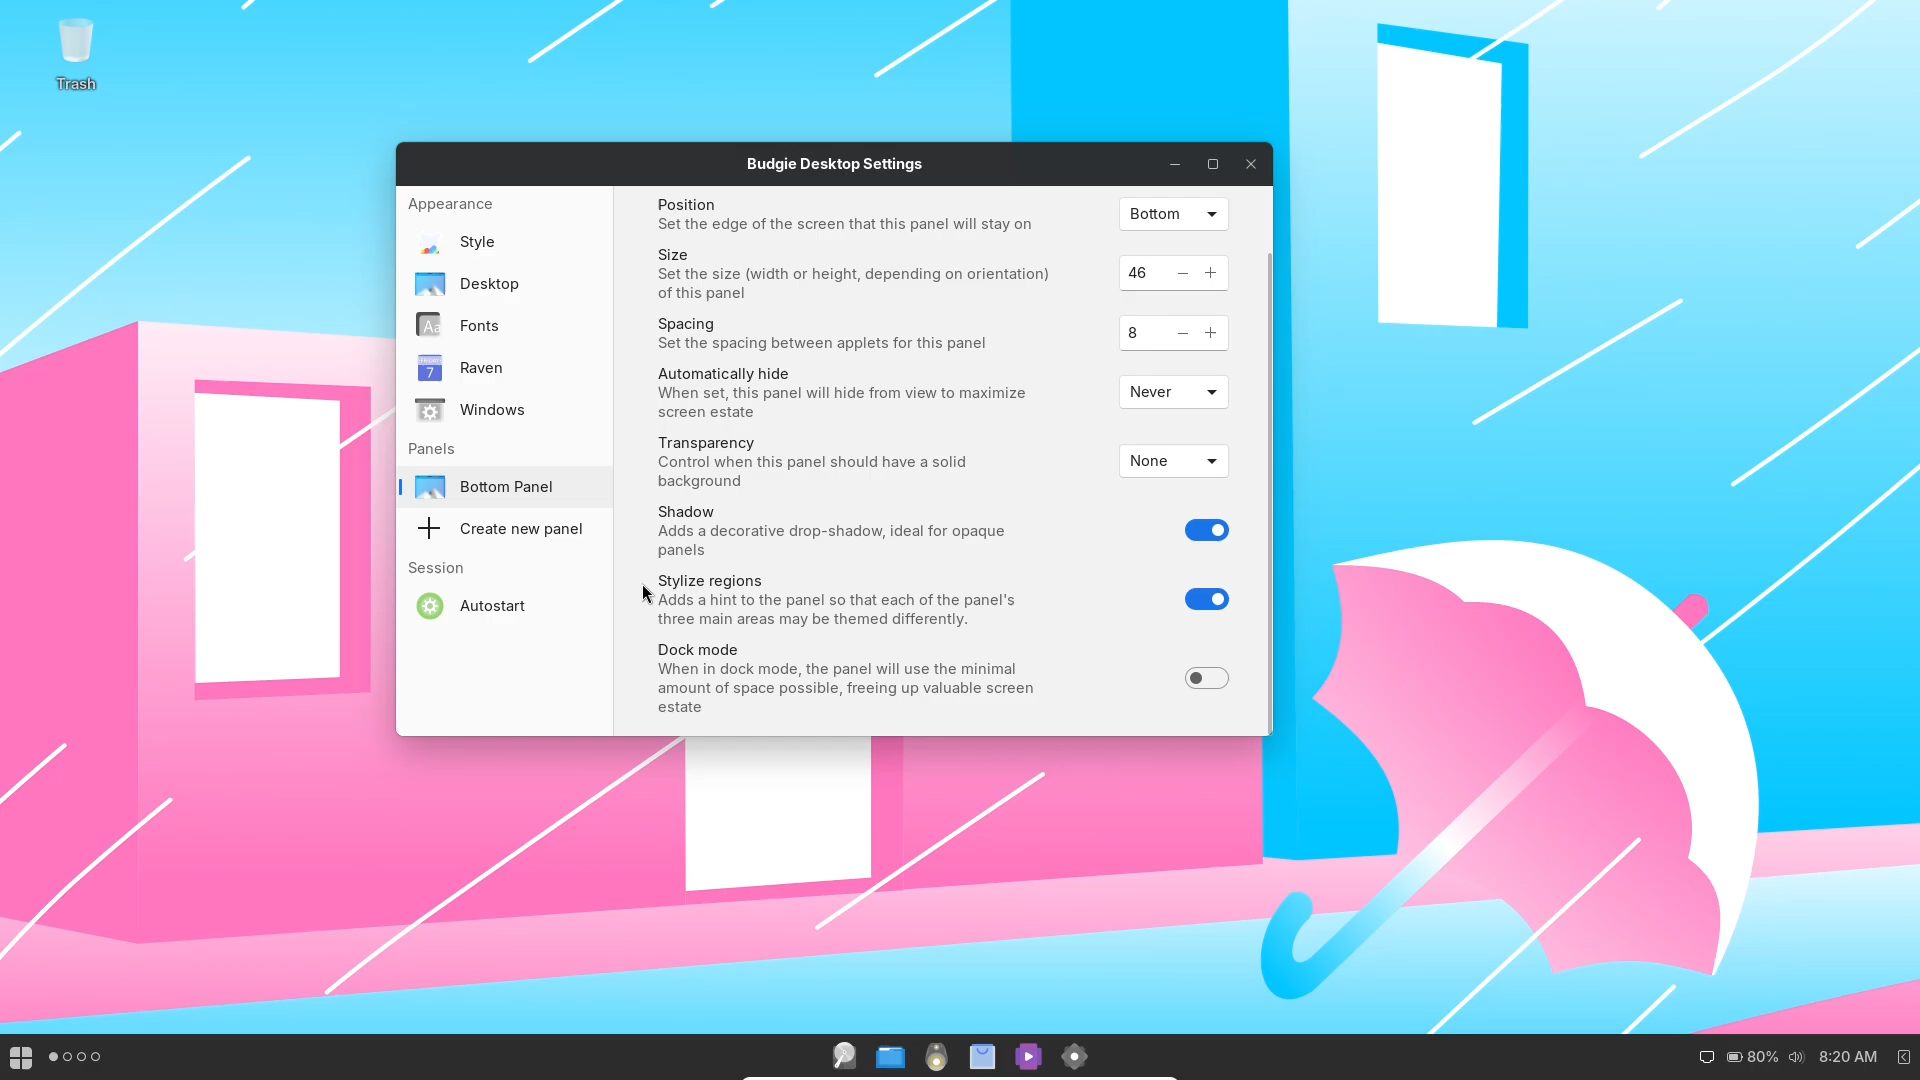 Trash
Budgie Desktop Settings
Appearance
Style
Desktop
Fonts
Raven
Windows
Panels
Bottom Panel
Create new panel
Session
Autostart
Position
Set the edge of the screen that this panel will stay on
Bottom
Size
Set the size (width or height, depending on orientation)
of this panel
46
Spacing
Set the spacing between applets for this panel
8
Automatically hide
When set, this panel will hide from view to maximize
screen estate
Never
Transparency
Control when this panel should have a solid
background
None
Shadow
Adds a decorative drop-shadow, ideal for opaque
panels
Stylize regions
Adds a hint to the panel so that each of the panel's
three main areas may be themed differently.
Dock mode
When in dock mode, the panel will use the minimal
amount of space possible, freeing up valuable screen
estate
80%
8:20 AM